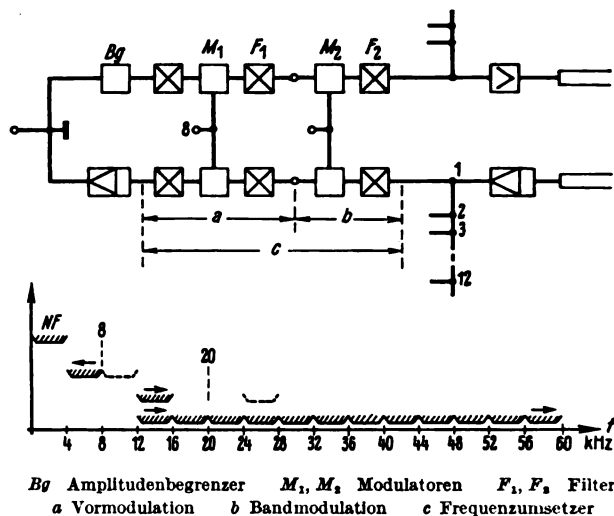 Bg M₁ F₁ M₂ F₂
8
1
2
3
12
a b
c
NF
8
20
f
kHz
4 8 12 16 20 24 28 32 36 40 44 48 52 56 60
Bg Amplitudenbegrenzer M₁, M₂ Modulatoren F₁, F₂ Filter
a Vormodulation b Bandmodulation c Frequenzumsetzer